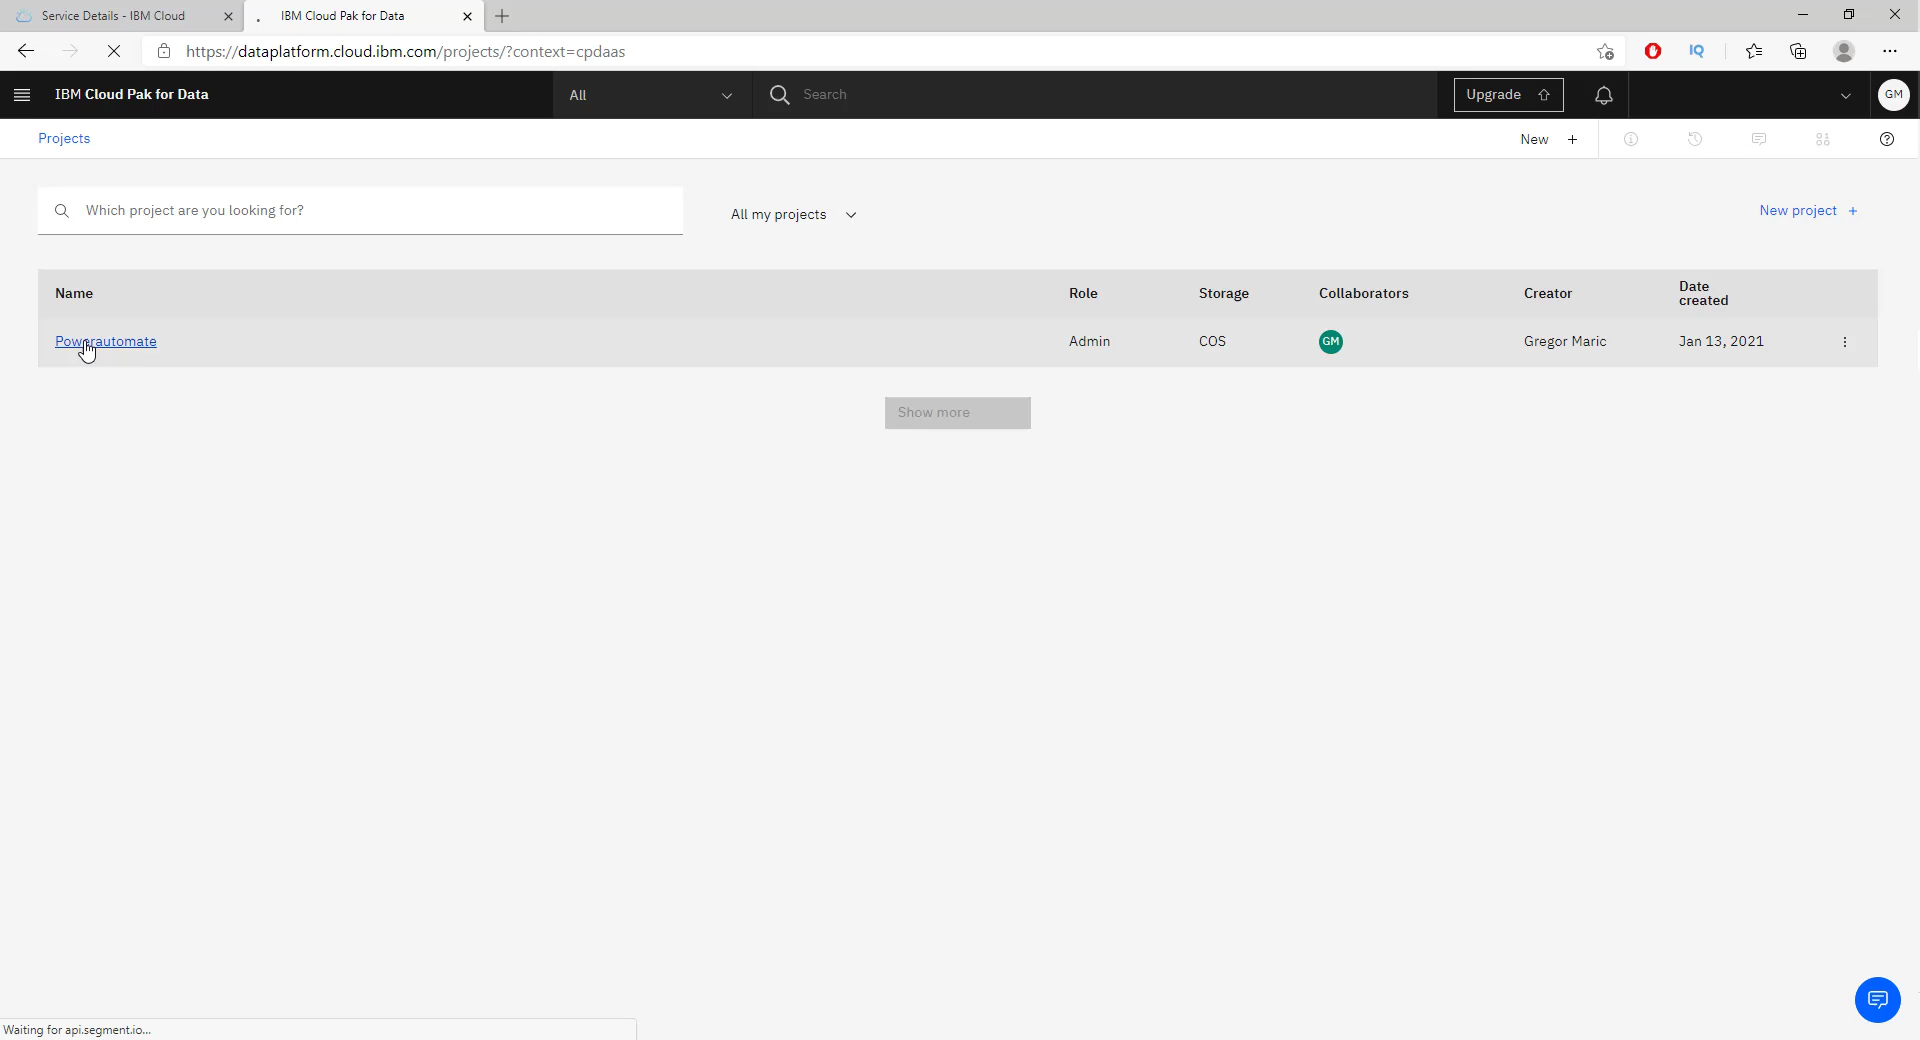 Service Details - IBM Cloud
IBM Cloud Pak for Data
https://dataplatform.cloud.ibm.com/projects/?context=cpdaas
IQ
IBM Cloud Pak for Data
All
Search
Upgrade
GM
Projects
New +
Which project are you looking for?
All my projects
New project +
Name
Role
Storage
Collaborators
Creator
Date
created
Powerautomate
Admin
COS
GM
Gregor Maric
Jan 13, 2021
Show more
Waiting for api.segment.io...